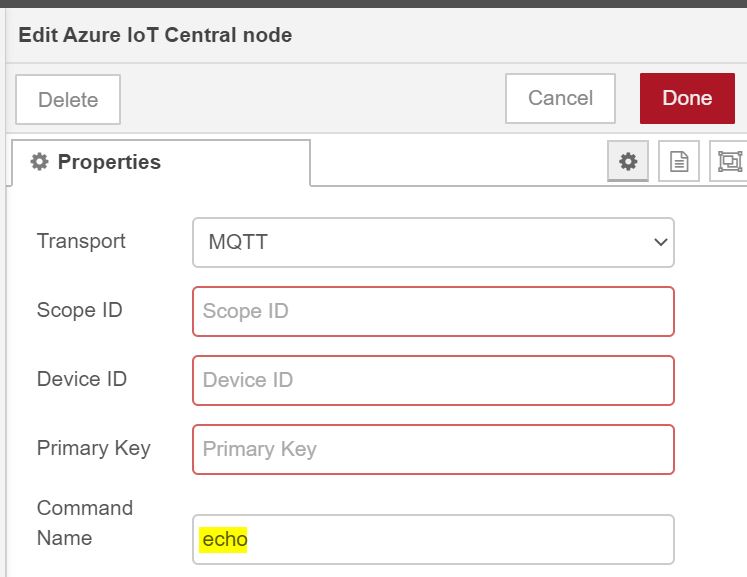 Edit Azure IoT Central node
Delete
Cancel
Done
Properties
Transport
MQTT
Scope ID
Scope ID
Device ID
Device ID
Primary Key
Primary Key
Command
Name
echo